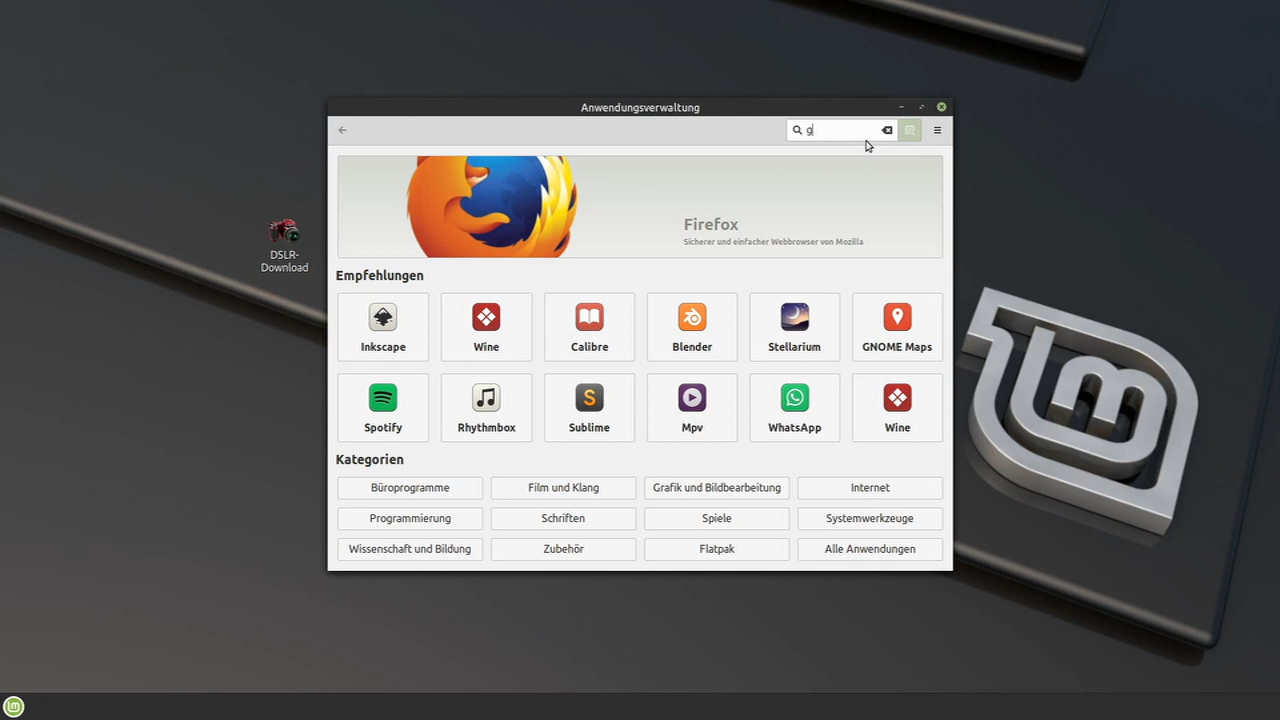 Anwendungsverwaltung
g
DSLR-
Download
Firefox
Sicherer und einfacher Webbrowser von Mozilla
Empfehlungen
Inkscape Wine Calibre Blender Stellarium GNOME Maps
Spotify Rhythmbox Sublime Mpv WhatsApp Wine
Kategorien
Büroprogramme Film und Klang Grafik und Bildbearbeitung Internet
Programmierung Schriften Spiele Systemwerkzeuge
Wissenschaft und Bildung Zubehör Flatpak Alle Anwendungen